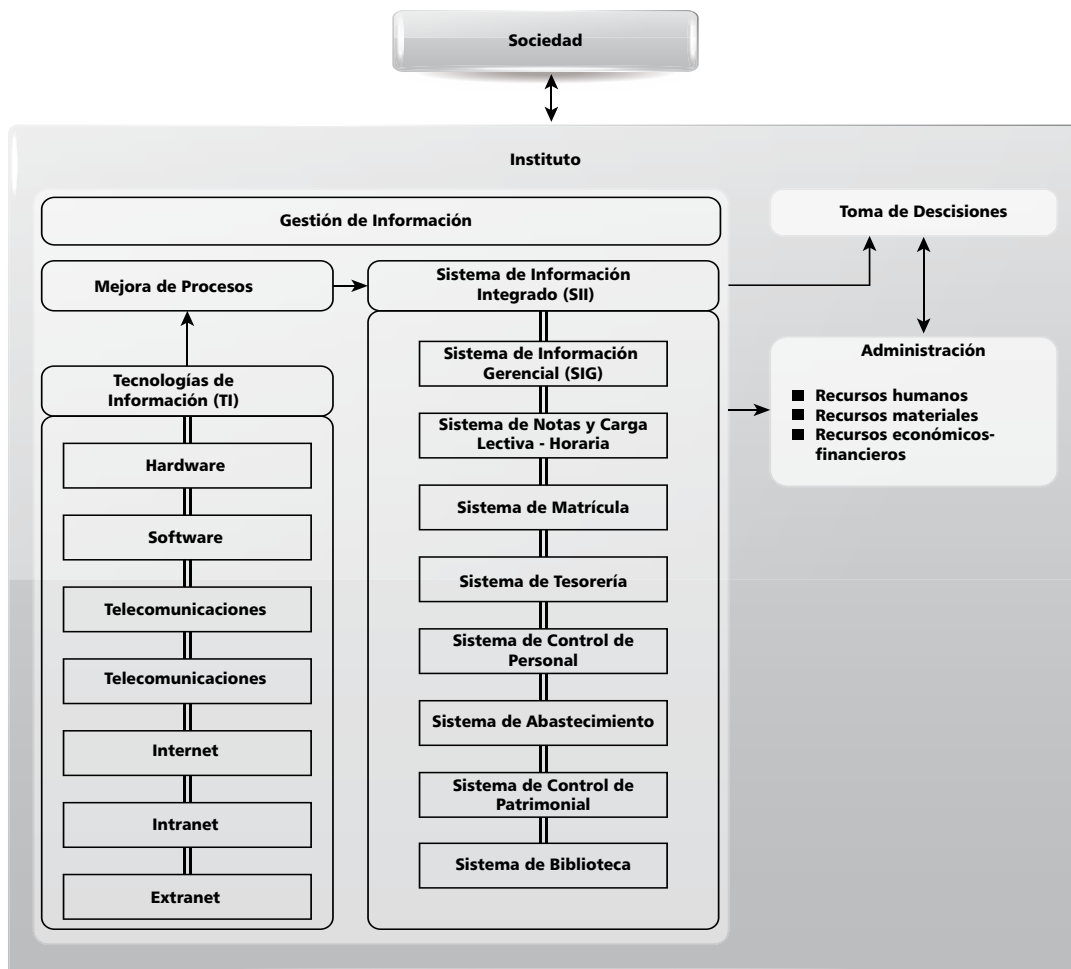 Sociedad
Instituto
Gestión de Información
Mejora de Procesos
Tecnologías de
Información (TI)
Hardware
Software
Telecomunicaciones
Telecomunicaciones
Internet
Intranet
Extranet
Sistema de Información
Integrado (SII)
Sistema de Información
Gerencial (SIG)
Sistema de Notas y Carga
Lectiva - Horaria
Sistema de Matrícula
Sistema de Tesorería
Sistema de Control de
Personal
Sistema de Abastecimiento
Sistema de Control de
Patrimonial
Sistema de Biblioteca
Toma de Descisiones
Administración
■ Recursos humanos
■ Recursos materiales
■ Recursos económicos-
financieros